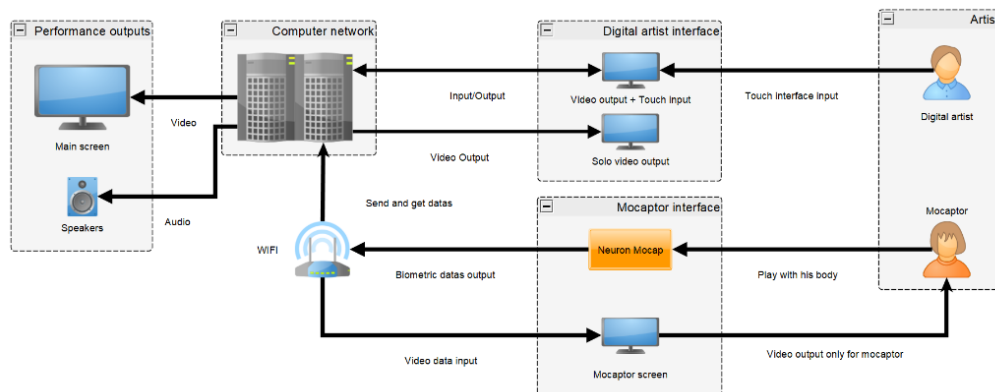 Performance outputs
Computer network
Digital artist interface
Artis
Main screen
Video
Input/Output
Video output + Touch input
Touch Interface input
Digital artist
Video Output
Solo video output
Speakers
Audio
Send and get datas
Mocaptor interface
Mocaptor
WIFI
Neuron Mocap
Biometric datas output
Play with his body
Video data input
Mocaptor screen
Video output only for mocaptor